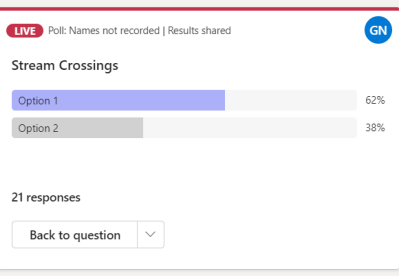 LIVE Poll: Names not recorded | Results shared GN
Stream Crossings
Option 1 62%
Option 2 38%
21 responses
Back to question